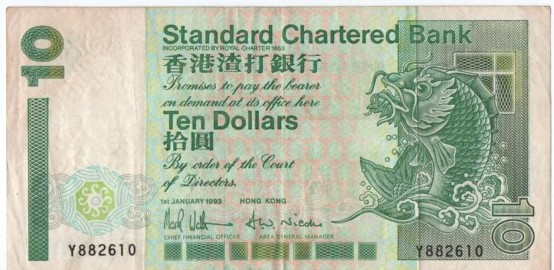 10
Standard Chartered Bank
INCORPORATED BY ROYAL CHARTER 1853
香港渣打銀行
Promises to pay the bearer
on demand at its office here
Ten Dollars
拾圓
By order of the Court
of Directors.
1st JANUARY 1993 HONG KONG
CHIEF FINANCIAL OFFICER AREA GENERAL MANAGER
Y882610
Y882610
10